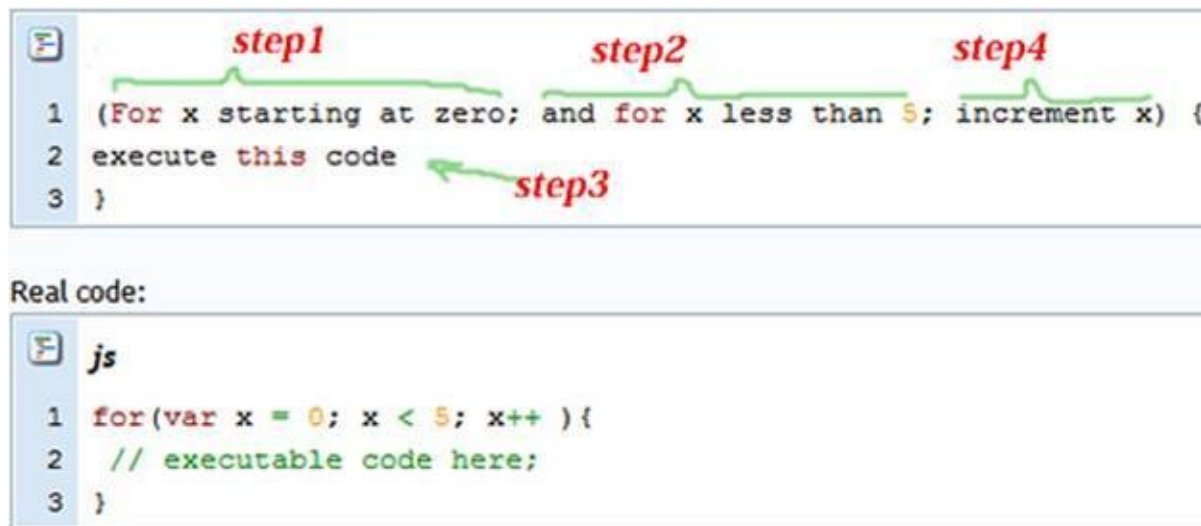 step1 step2 step4
1 (For x starting at zero; and for x less than 5; increment x) {
2 execute this code
step3
3 }
Real code:
js
1 for(var x = 0; x < 5; x++ ){
2 // executable code here;
3 }